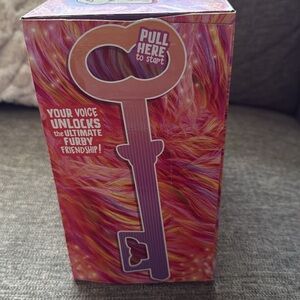 PULL
HERE
to start
YOUR VOICE
UNLOCKS
the ULTIMATE
FURBY
FRIENDSHIP!